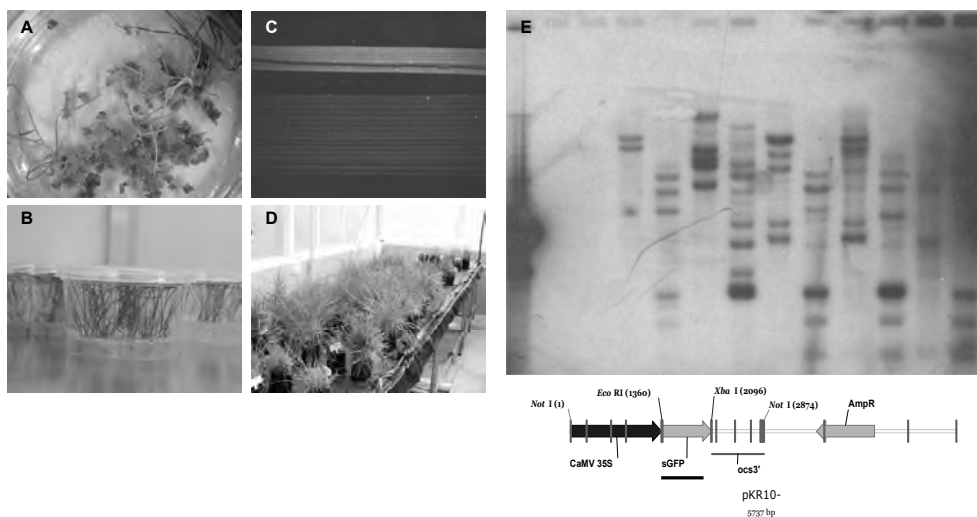 A
B
C
D
E
Not I (1)
Eco RI (1360)
Xba I (2096)
Not I (2874)
AmpR
CaMV 35S
sGFP
ocs3'
pKR10-
5737 bp